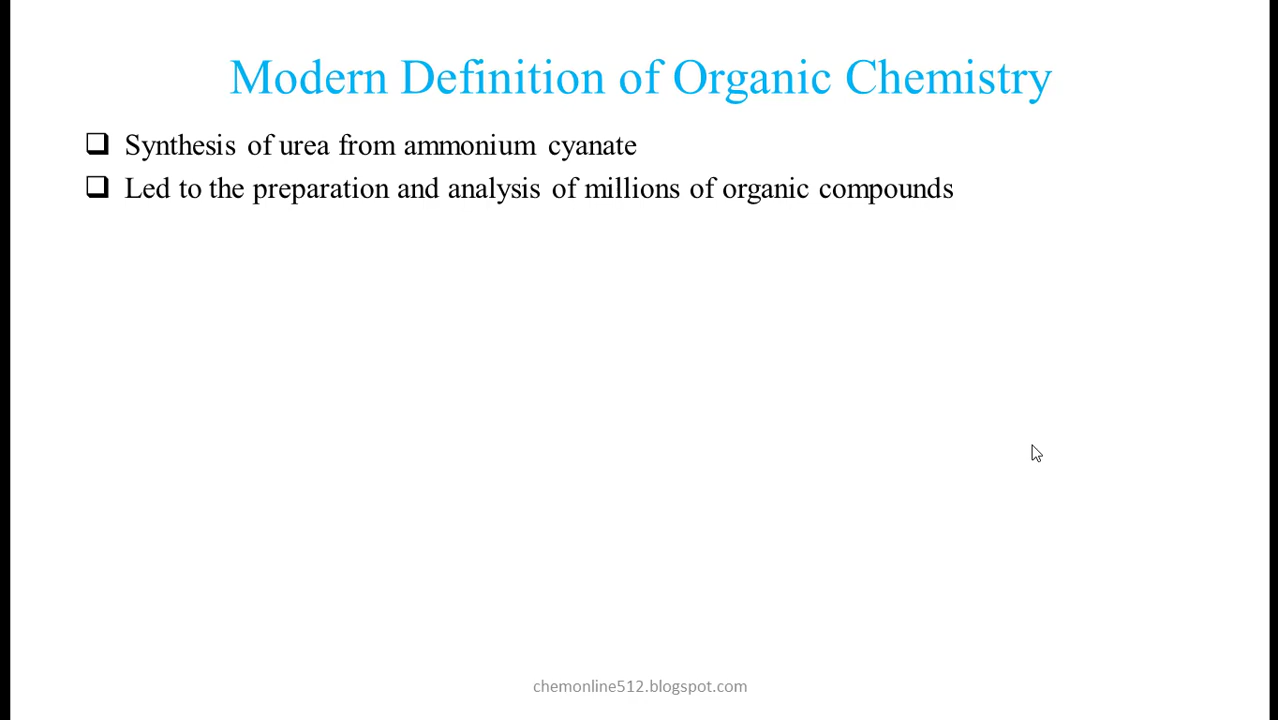 Modern Definition of Organic Chemistry
❑ Synthesis of urea from ammonium cyanate
❑ Led to the preparation and analysis of millions of organic compounds
chemonline512.blogspot.com